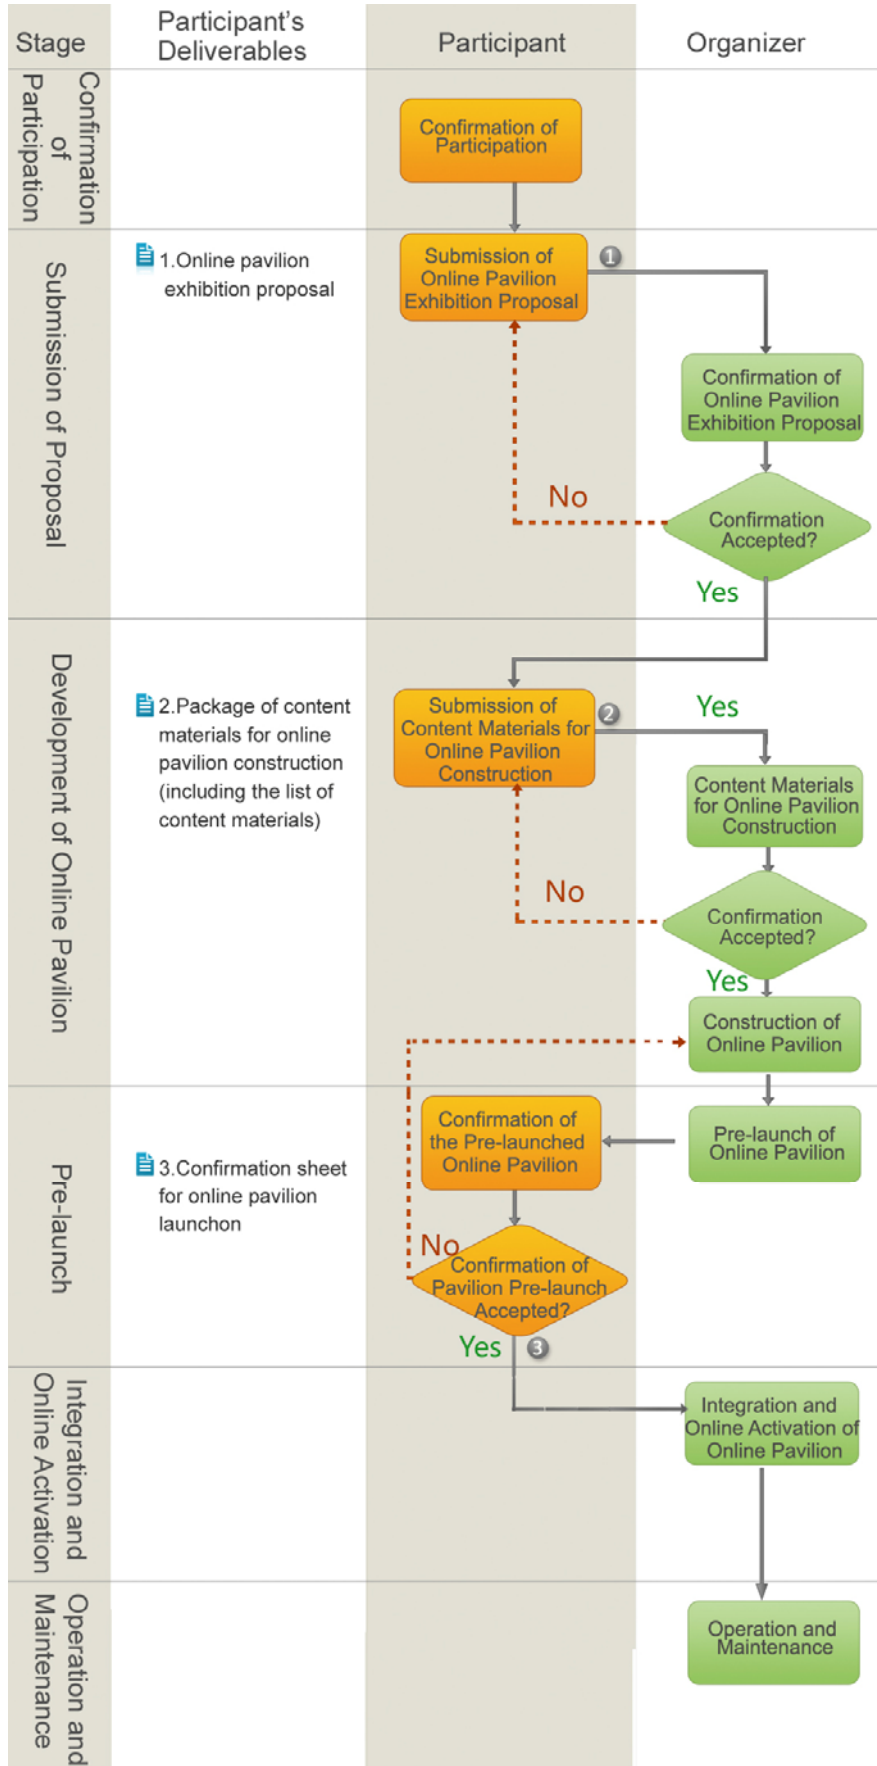 Stage
Participant's
Deliverables
Participant
Organizer
Confirmation
of
Participation
Confirmation of
Participation
Submission of Proposal
1.Online pavilion
exhibition proposal
Submission of
Online Pavilion
Exhibition Proposal
1
Confirmation of
Online Pavilion
Exhibition Proposal
No
Confirmation
Accepted?
Yes
Development of Online Pavilion
2.Package of content
materials for online
pavilion construction
(including the list of
content materials)
Submission of
Content Materials for
Online Pavilion
Construction
2
Yes
Content Materials
for Online Pavilion
Construction
No
Confirmation
Accepted?
Yes
Construction of
Online Pavilion
Pre-launch
3.Confirmation sheet
for online pavilion
launchon
Confirmation of
the Pre-launched
Online Pavilion
Pre-launch of
Online Pavilion
No
Confirmation of
Pavilion Pre-launch
Accepted?
Yes
3
Integration and
Online Activation
Integration and
Online Activation of
Online Pavilion
Operation and
Maintenance
Operation and
Maintenance